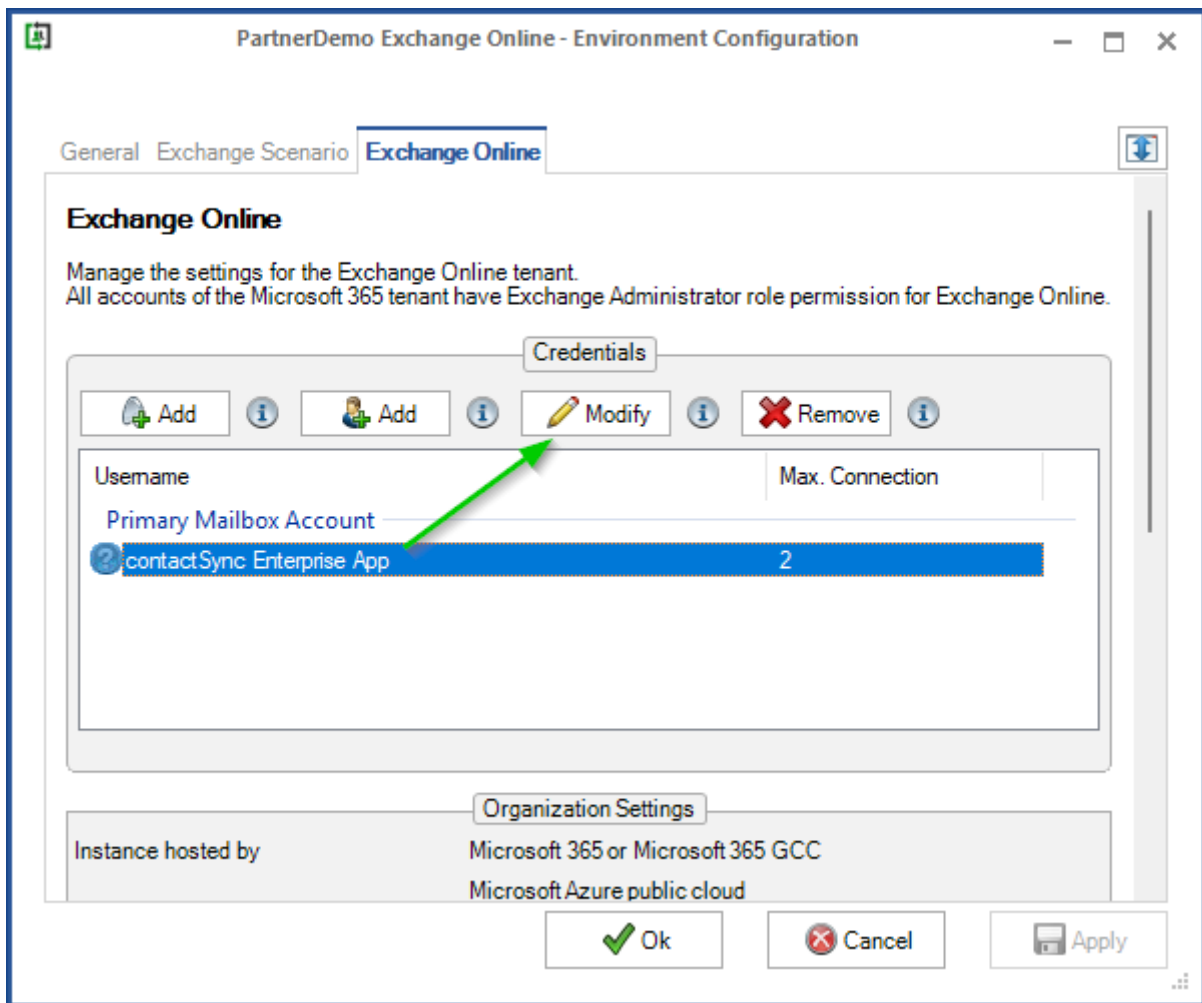 PartnerDemo Exchange Online - Environment Configuration
General Exchange Scenario Exchange Online
Exchange Online
Manage the settings for the Exchange Online tenant.
All accounts of the Microsoft 365 tenant have Exchange Administrator role permission for Exchange Online.
Credentials
Add Add Modify Remove
Username Max. Connection
Primary Mailbox Account
contactSync Enterprise App 2
Organization Settings
Instance hosted by Microsoft 365 or Microsoft 365 GCC
Microsoft Azure public cloud
Ok Cancel Apply